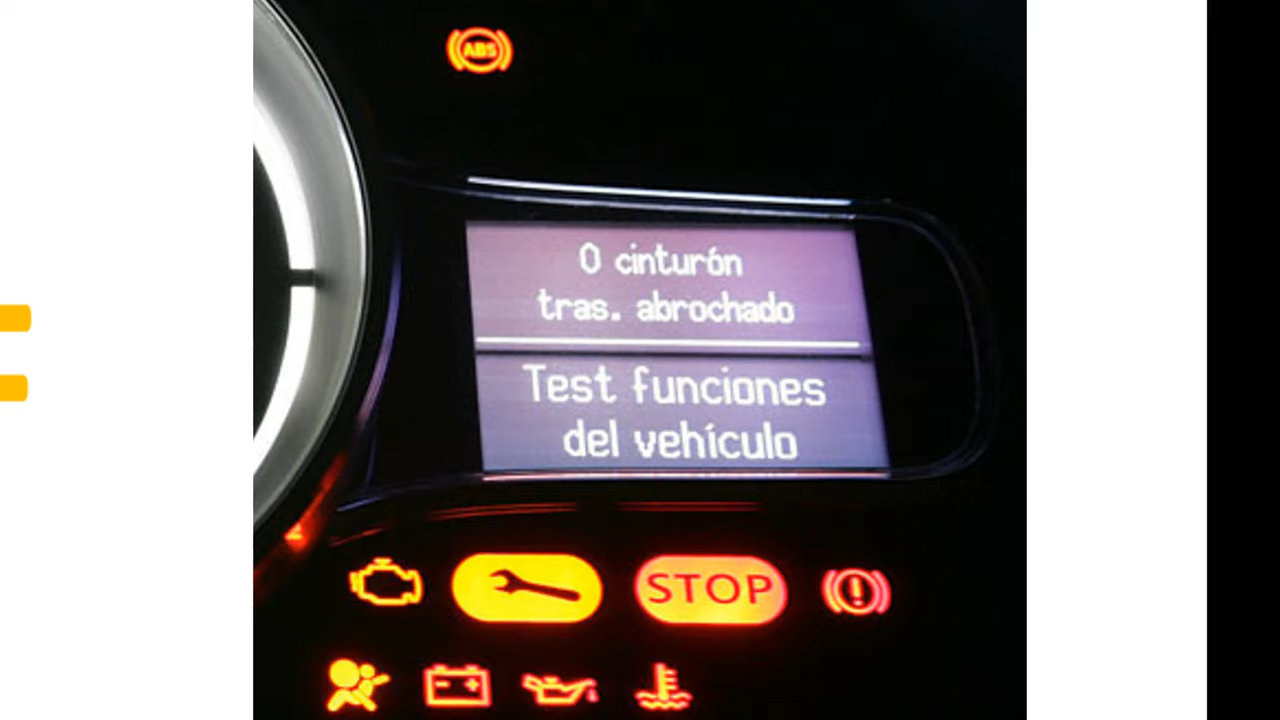 ABS
0 cinturón
tras. abrochado
Test funciones
del vehículo
STOP